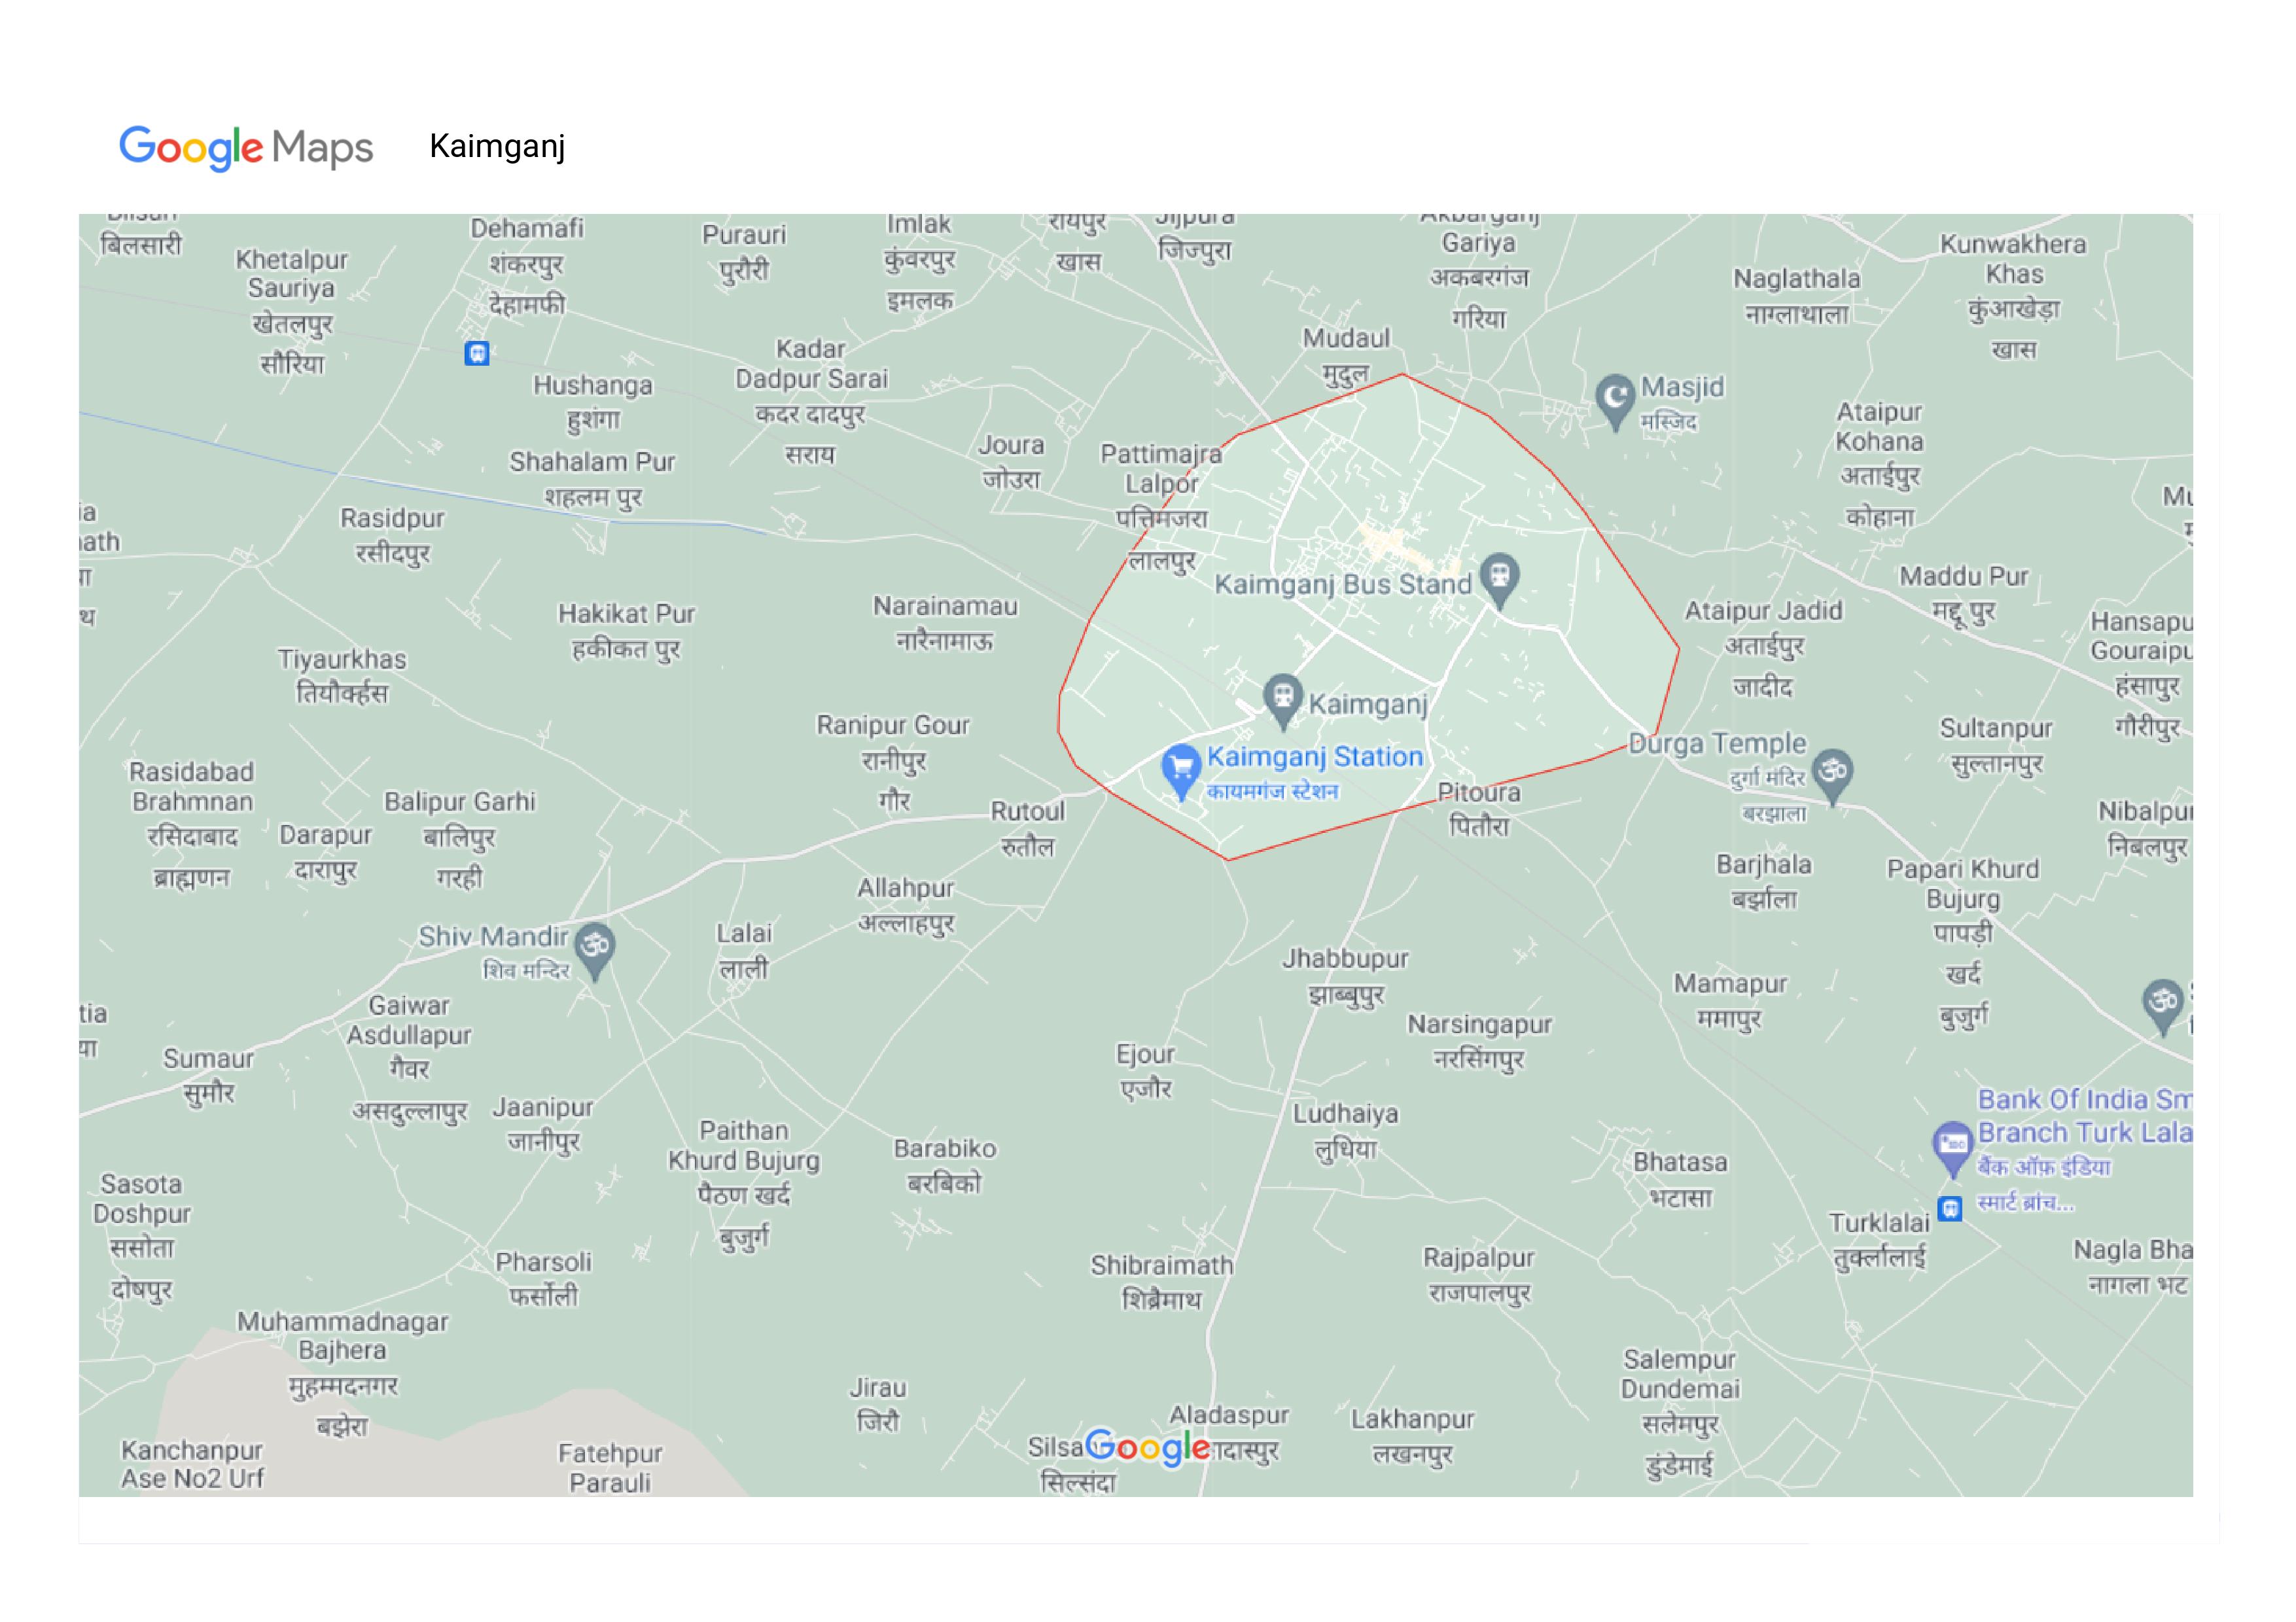 Google Maps
Kaimganj
बिलसारी
Khetalpur
Sauriya
खेतलपुर
सौरिया
Dehamafi
शंकरपुर
देहामफी
Purauri
पुरौरी
Imlak
कुंवरपुर
इमलक
रायपुर
खास
Jijpura
जिज्पुरा
Akbarganj
Gariya
अकबरगंज
गरिया
Naglathala
नाग्लाथाला
Kunwakhera
Khas
कुंआखेड़ा
खास
Mudaul
मुदुल
Hushanga
हुशंगा
Kadar
Dadpur Sarai
कदर दादपुर
सराय
Masjid
मस्जिद
Ataipur
Kohana
अताईपुर
कोहाना
Shahalam Pur
शहलम पुर
Joura
जोउरा
Pattimajra
Lalpor
पत्तिमजरा
लालपुर
Rasidpur
रसीदपुर
Kaimganj Bus Stand
Maddu Pur
मद्दू पुर
Hakikat Pur
हकीकत पुर
Narainamau
नारैनामाऊ
Ataipur Jadid
अताईपुर
जादीद
Hansapu
Gouraipu
हंसापुर
गौरीपुर
Tiyaurkhas
तियौर्क्हस
Kaimganj
Ranipur Gour
रानीपुर
गौर
Kaimganj Station
कायमगंज स्टेशन
Durga Temple
दुर्गा मंदिर
बरझाला
Sultanpur
सुल्तानपुर
Rasidabad
Brahmnan
रसिदाबाद
ब्राह्मणन
Darapur
दारापुर
Balipur Garhi
बालिपुर
गरही
Rutoul
रुतौल
Pitoura
पितौरा
Nibalpur
निबलपुर
Allahpur
अल्लाहपुर
Barjhala
बर्झाला
Papari Khurd
Bujurg
पापड़ी
खर्द
बुजुर्ग
Shiv Mandir
शिव मन्दिर
Lalai
लाली
Jhabbupur
झाब्बुपुर
Mamapur
ममापुर
Gaiwar
Asdullapur
गैवर
असदुल्लापुर
Narsingapur
नरसिंगपुर
Sumaur
सुमौर
Ejour
एजौर
Jaanipur
जानीपुर
Ludhaiya
लुधिया
Bank Of India Sm
Branch Turk Lala
बैंक ऑफ़ इंडिया
स्मार्ट ब्रांच...
Paithan
Khurd Bujurg
पैठण खर्द
बुजुर्ग
Barabiko
बरबिको
Bhatasa
भटासा
Sasota
Doshpur
ससोता
दोषपुर
Turklalai
तुर्क्लालाई
Pharsoli
फर्सोली
Shibraimath
शिब्रैमाथ
Rajpalpur
राजपालपुर
Nagla Bha
नागला भट
Muhammadnagar
Bajhera
मुहम्मदनगर
बझेरा
Jirau
जिरौ
Salempur
Dundemai
सलेमपुर
डुंडेमाई
Aladaspur
Lakhanpur
लखनपुर
Kanchanpur
Ase No2 Urf
Fatehpur
Parauli
Google
सिल्संदा